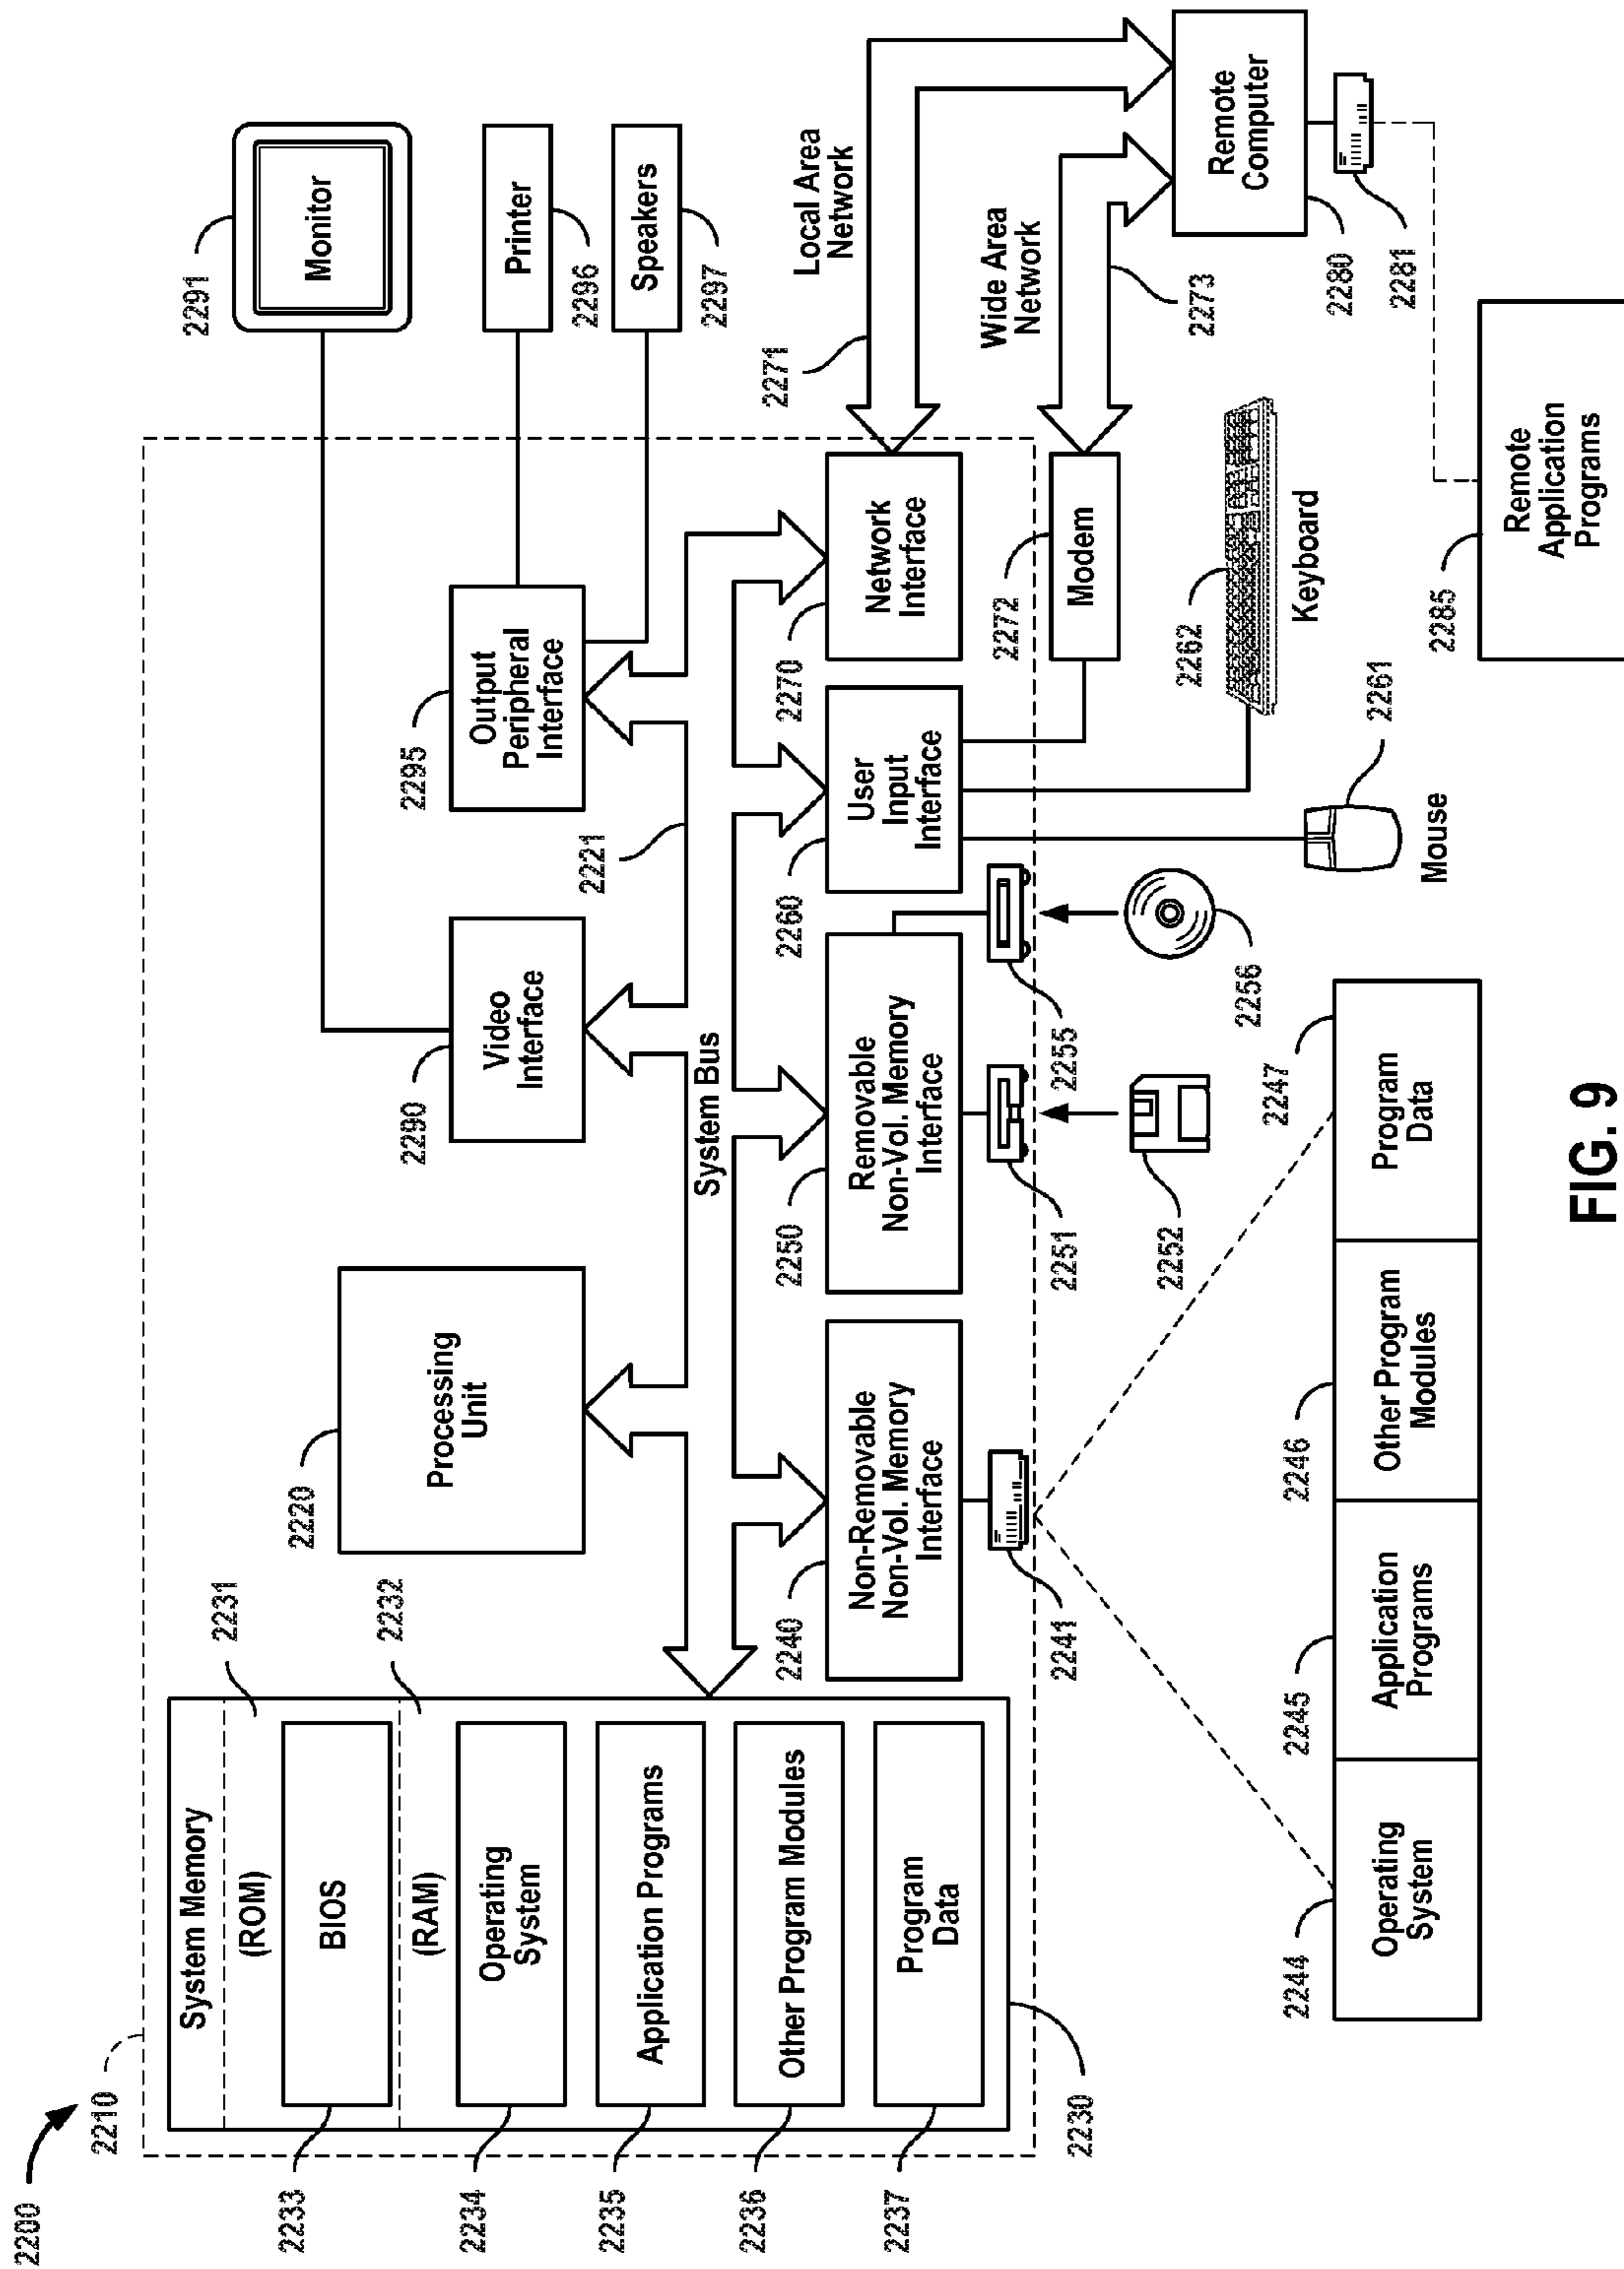 2200
2210
System Memory
(ROM)
2231
BIOS
2233
(RAM)
2232
Operating
System
2234
Application Programs
2235
Other Program Modules
2236
Program
Data
2237
2230
2220
Processing
Unit
2290
Video
Interface
2295
Output
Peripheral
Interface
2291
Monitor
Printer
2296
Speakers
2297
System Bus
2221
2240
Non-Removable
Non-Vol. Memory
Interface
2250
Removable
Non-Vol. Memory
Interface
2260
User
Input
Interface
2270
Network
Interface
2271
Local Area
Network
Wide Area
Network
2273
2272
Modem
2241
2251
2255
2252
2256
2262
Keyboard
2261
Mouse
Remote
Computer
2280
2281
2244
Operating
System
2245
Application
Programs
2246
Other Program
Modules
2247
Program
Data
2285
Remote
Application
Programs
FIG. 9